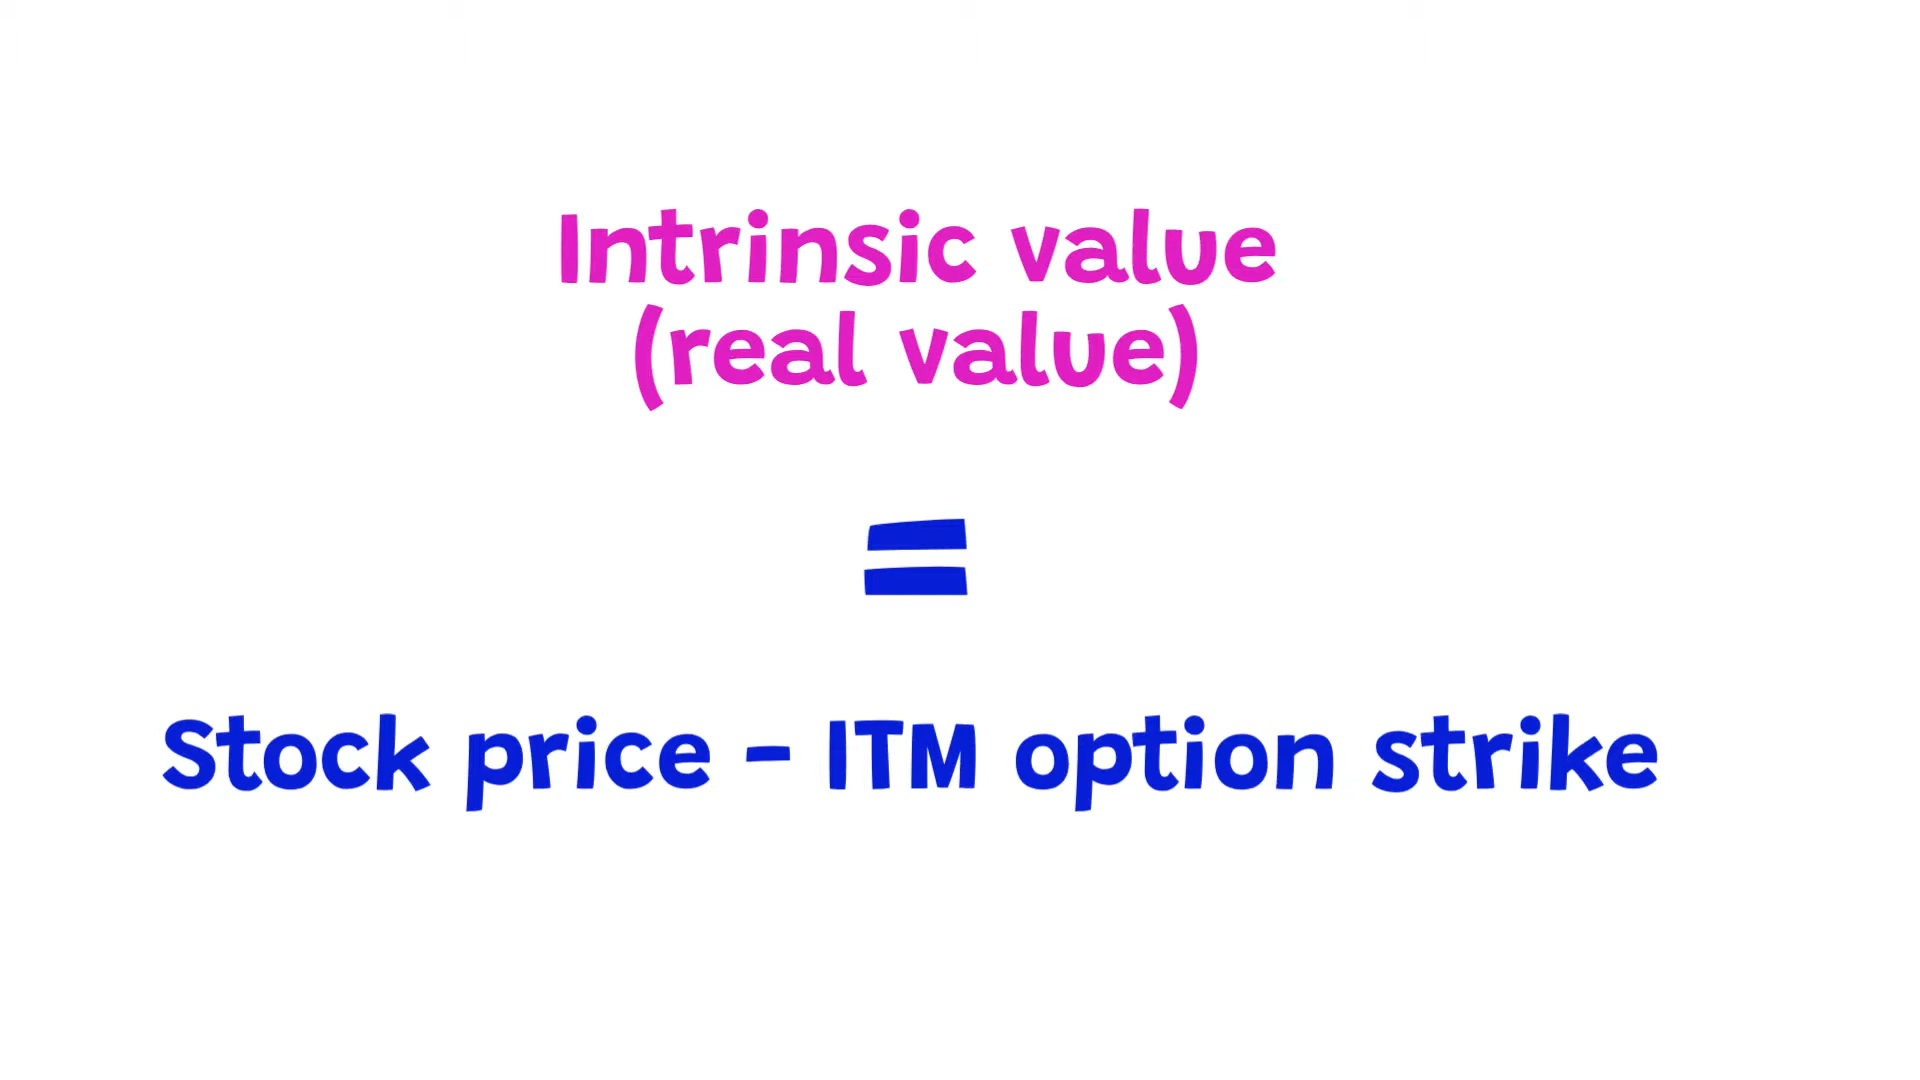 Intrinsic value
(real value)
=
Stock price - ITM option strike